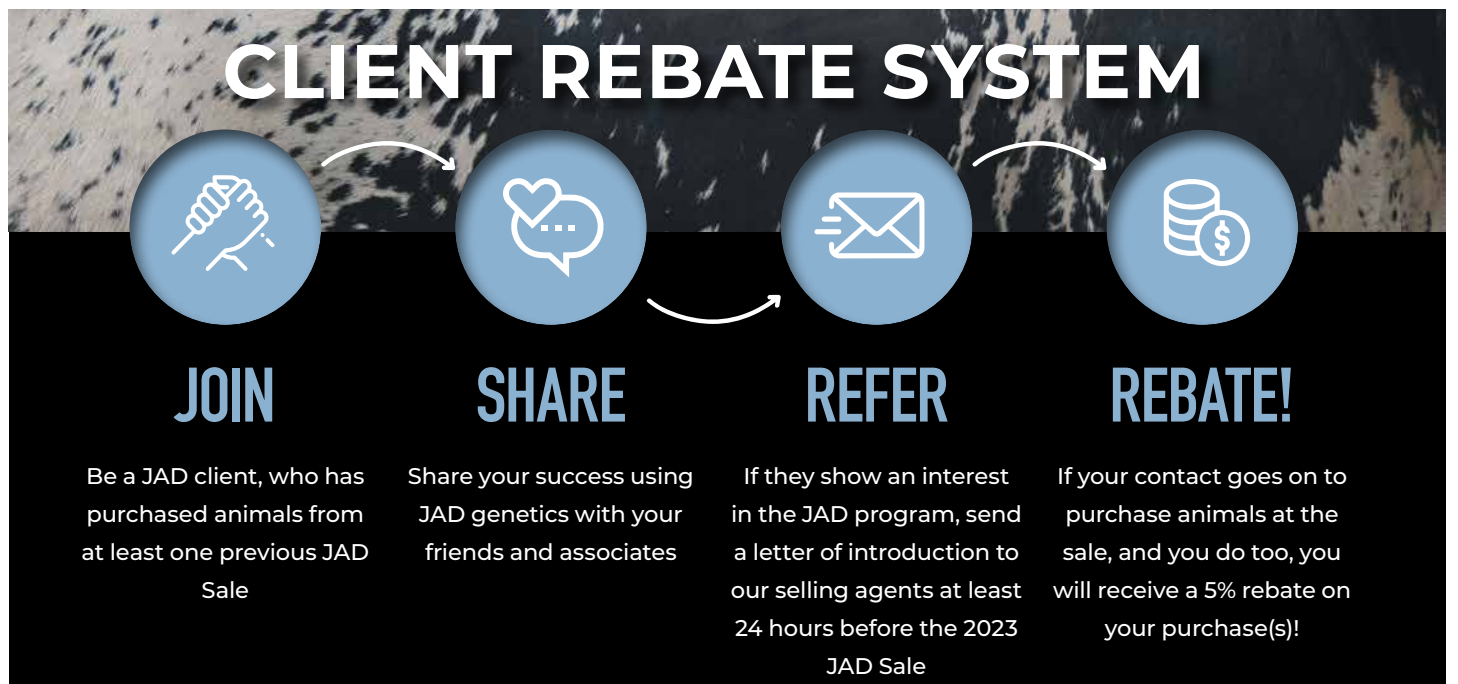 CLIENT REBATE SYSTEM
JOIN
Be a JAD client, who has
purchased animals from
at least one previous JAD
Sale
SHARE
Share your success using
JAD genetics with your
friends and associates
REFER
If they show an interest
in the JAD program, send
a letter of introduction to
our selling agents at least
24 hours before the 2023
JAD Sale
REBATE!
If your contact goes on to
purchase animals at the
sale, and you do too, you
will receive a 5% rebate on
your purchase(s)!